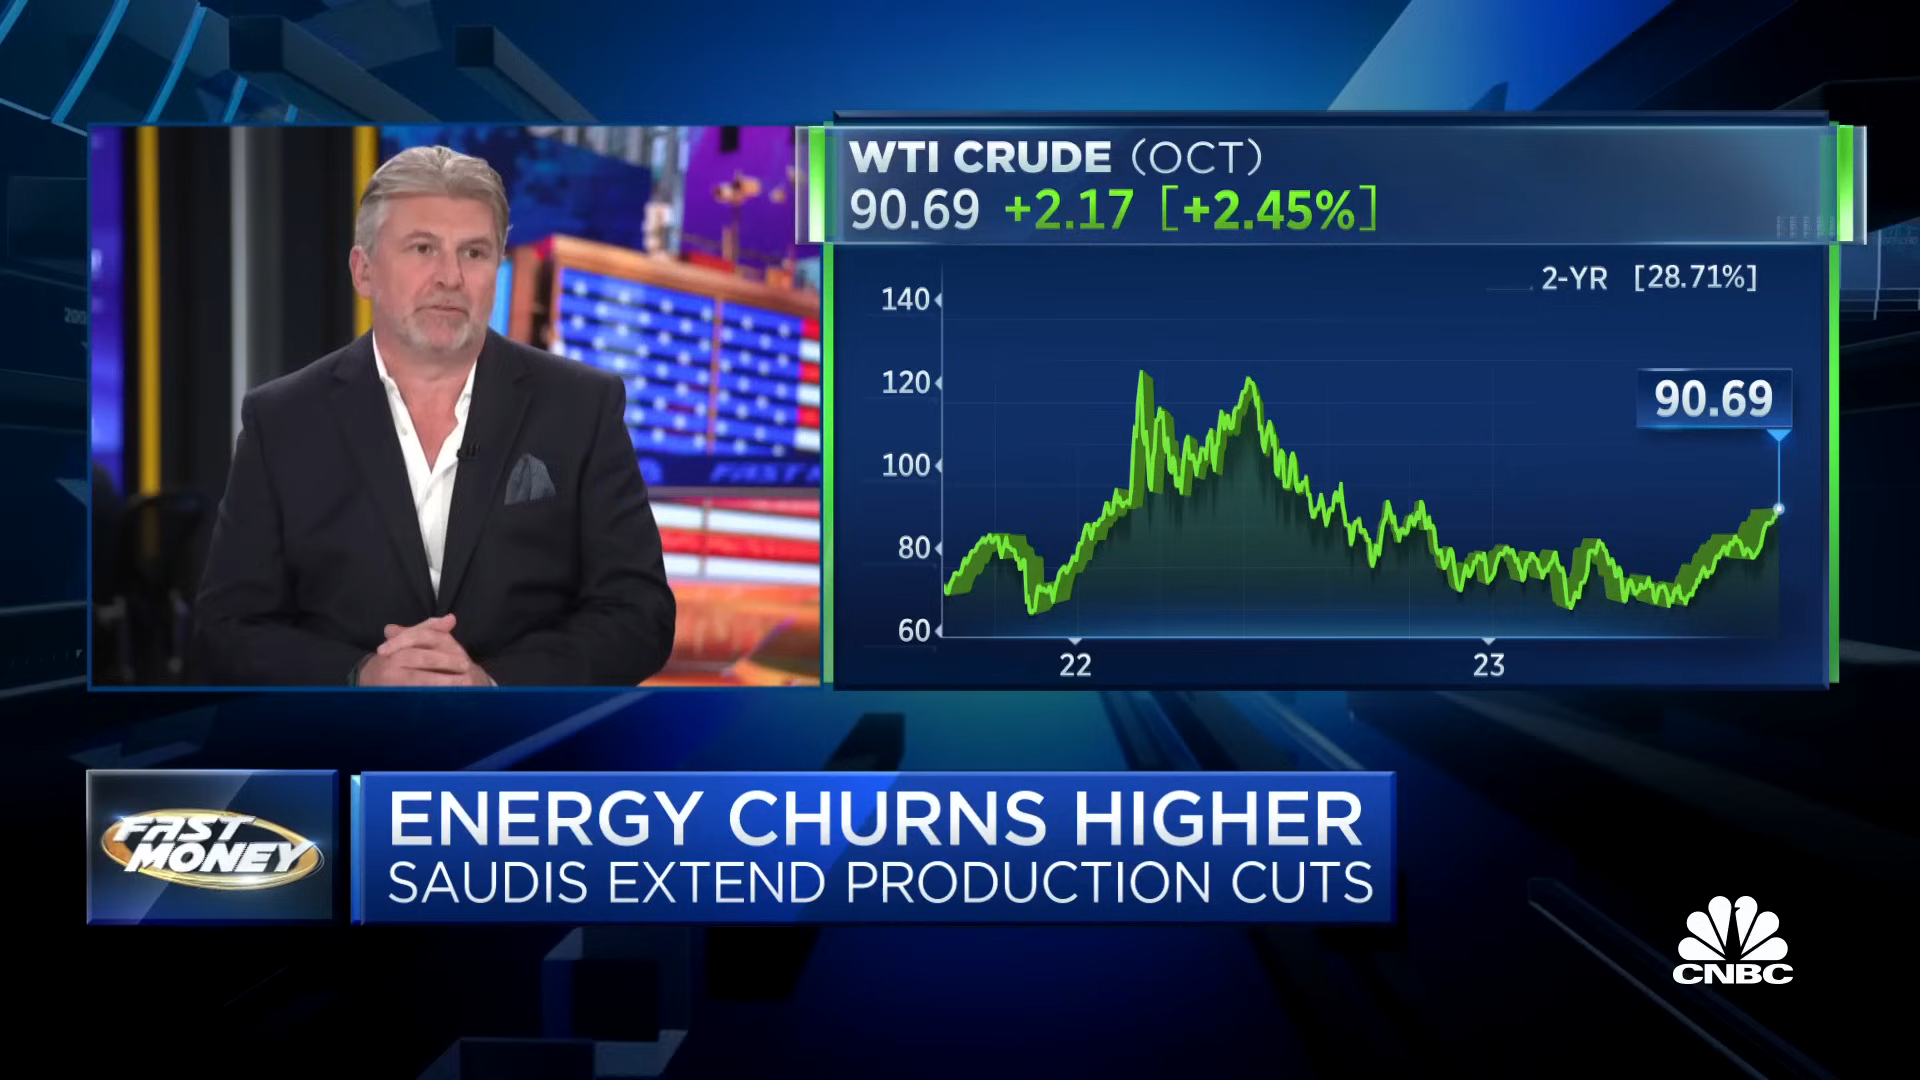 WTI CRUDE (OCT)
90.69 +2.17 [+2.45%]
2-YR [28.71%]
140
120
100
80
60
90.69
22
23
FAST M
FAST
MONEY
ENERGY CHURNS HIGHER
SAUDIS EXTEND PRODUCTION CUTS
CNBC